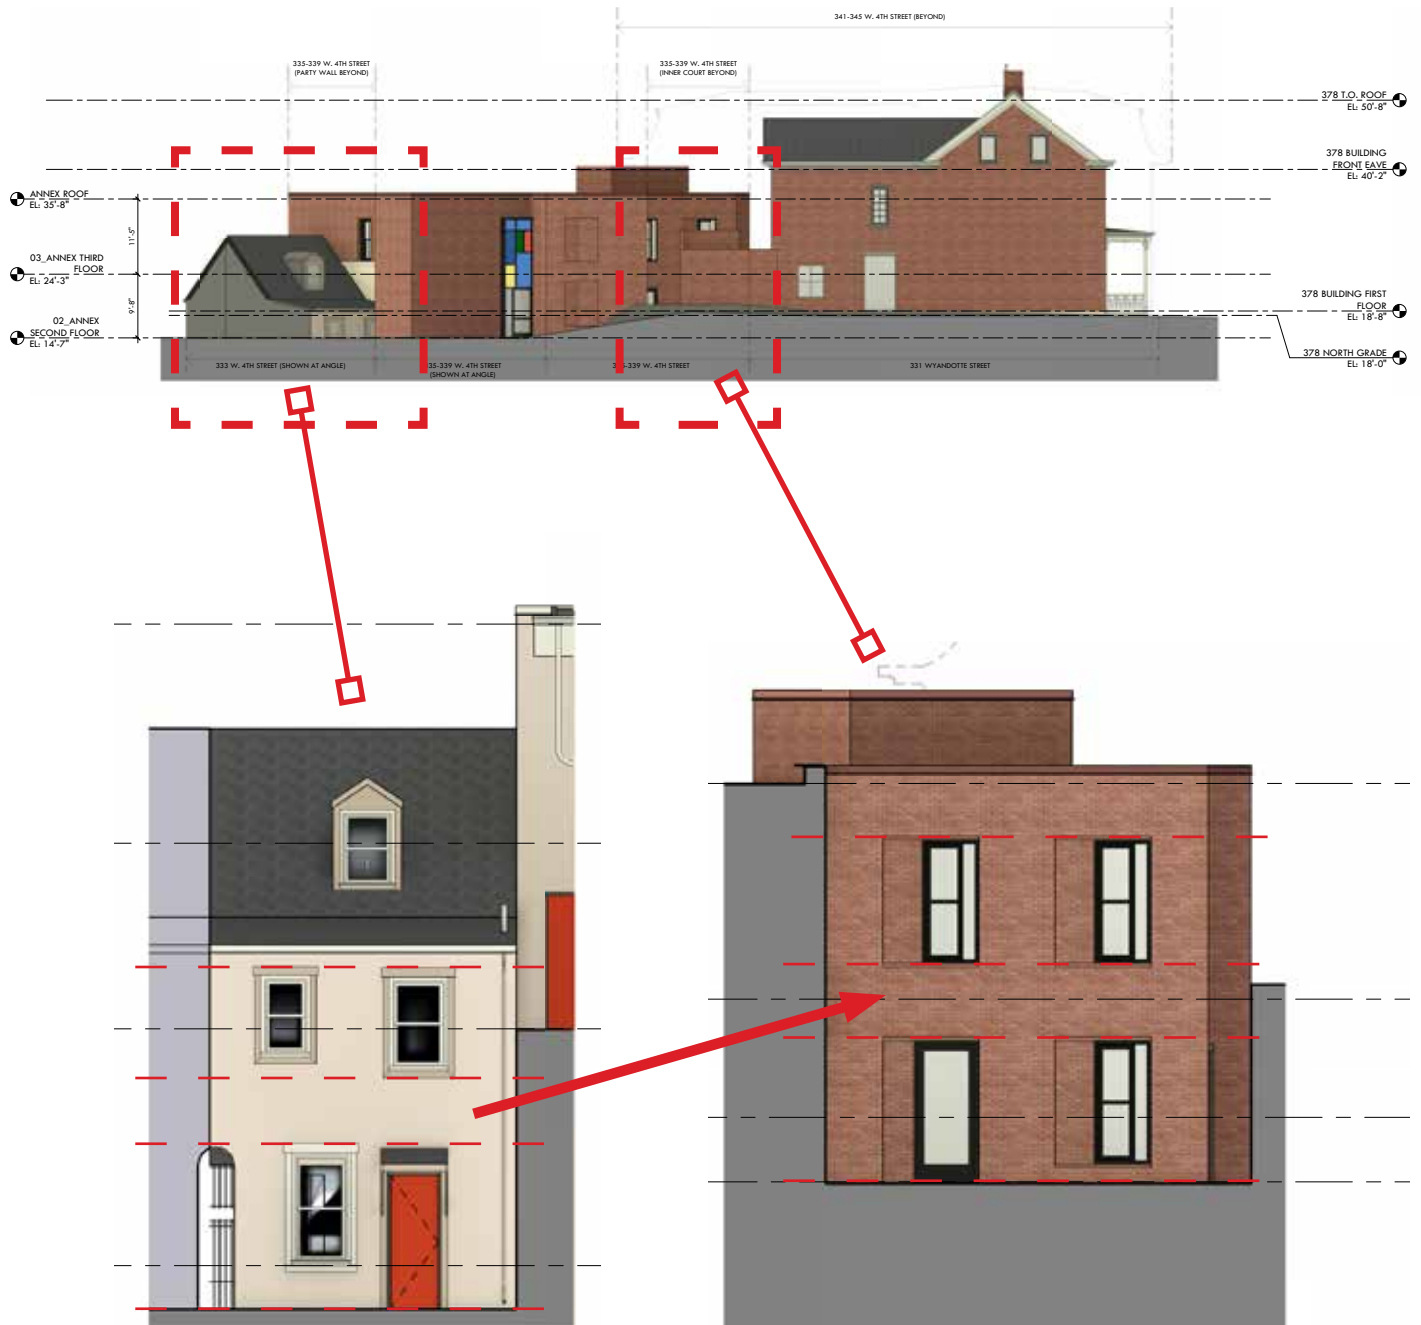 341-345 W. 4TH STREET (BEYOND)
335-339 W. 4TH STREET
(PARTY WALL BEYOND)
335-339 W. 4TH STREET
(INNER COURT BEYOND)
378 T.O. ROOF
EL: 50'-8"
378 BUILDING
FRONT EAVE
EL: 40'-2"
ANNEX ROOF
EL: 35'-8"
11'-5"
03_ANNEX THIRD
FLOOR
EL: 24'-3"
9'-8"
02_ANNEX
SECOND FLOOR
EL: 14'-7"
378 BUILDING FIRST
FLOOR
EL: 18'-8"
378 NORTH GRADE
EL: 18'-0"
333 W. 4TH STREET (SHOWN AT ANGLE)
35-339 W. 4TH STREET
(SHOWN AT ANGLE)
-339 W. 4TH STREET
331 WYANDOTTE STREET